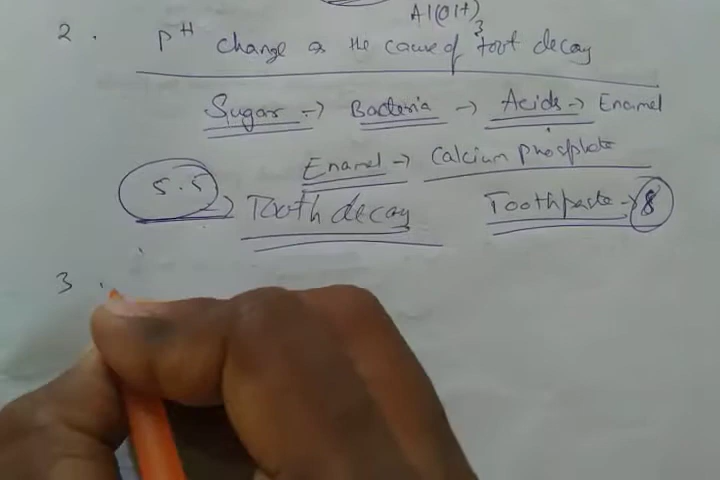 Al(OH)3
2. PH change as the cause of toot decay
Sugar -> Bacteria -> Acids -> Enamel
Enamel -> Calcium phosphate
5.5 -> Tooth decay Toothpaste -> 8
3.